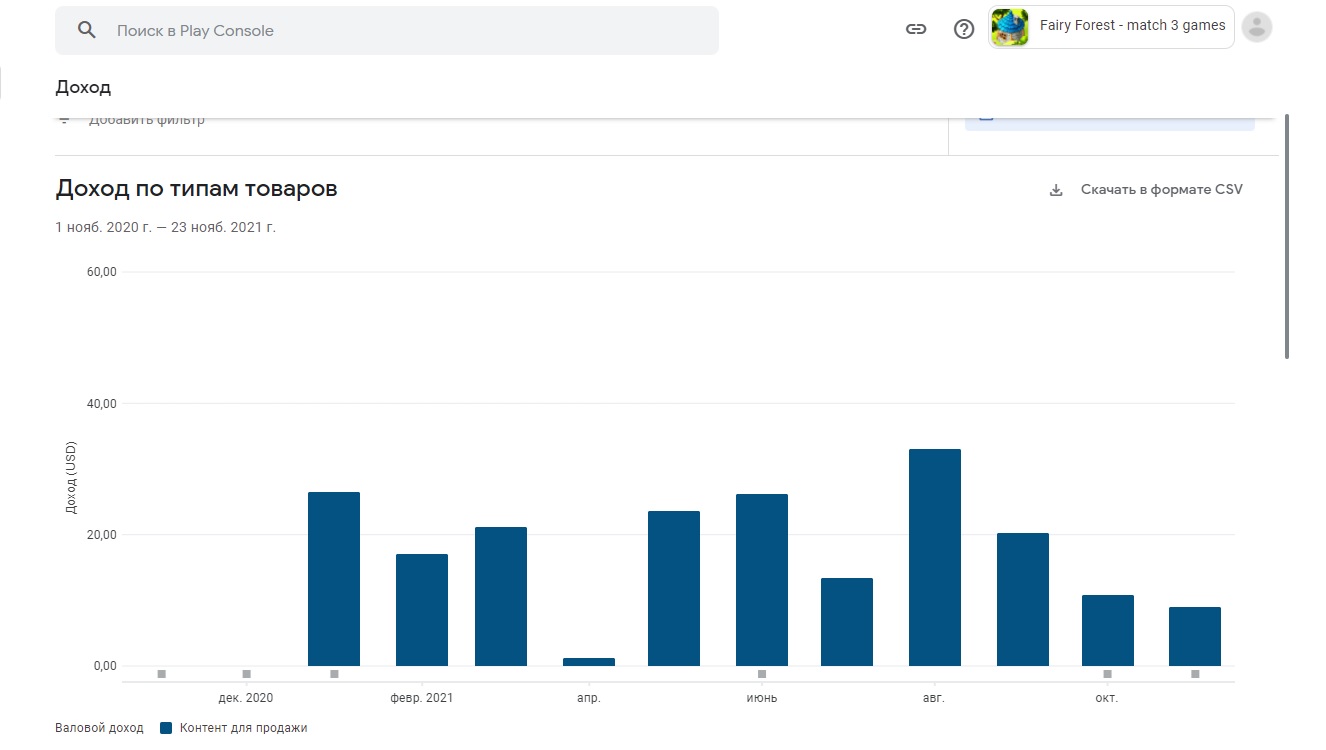 Поиск в Play Console
Fairy Forest - match 3 games
Доход
Добавить фильтр
Доход по типам товаров
Скачать в формате CSV
1 нояб. 2020 г. — 23 нояб. 2021 г.
60,00
40,00
20,00
0,00
Доход (USD)
дек. 2020
февр. 2021
апр.
июнь
авг.
окт.
Валовой доход
Контент для продажи